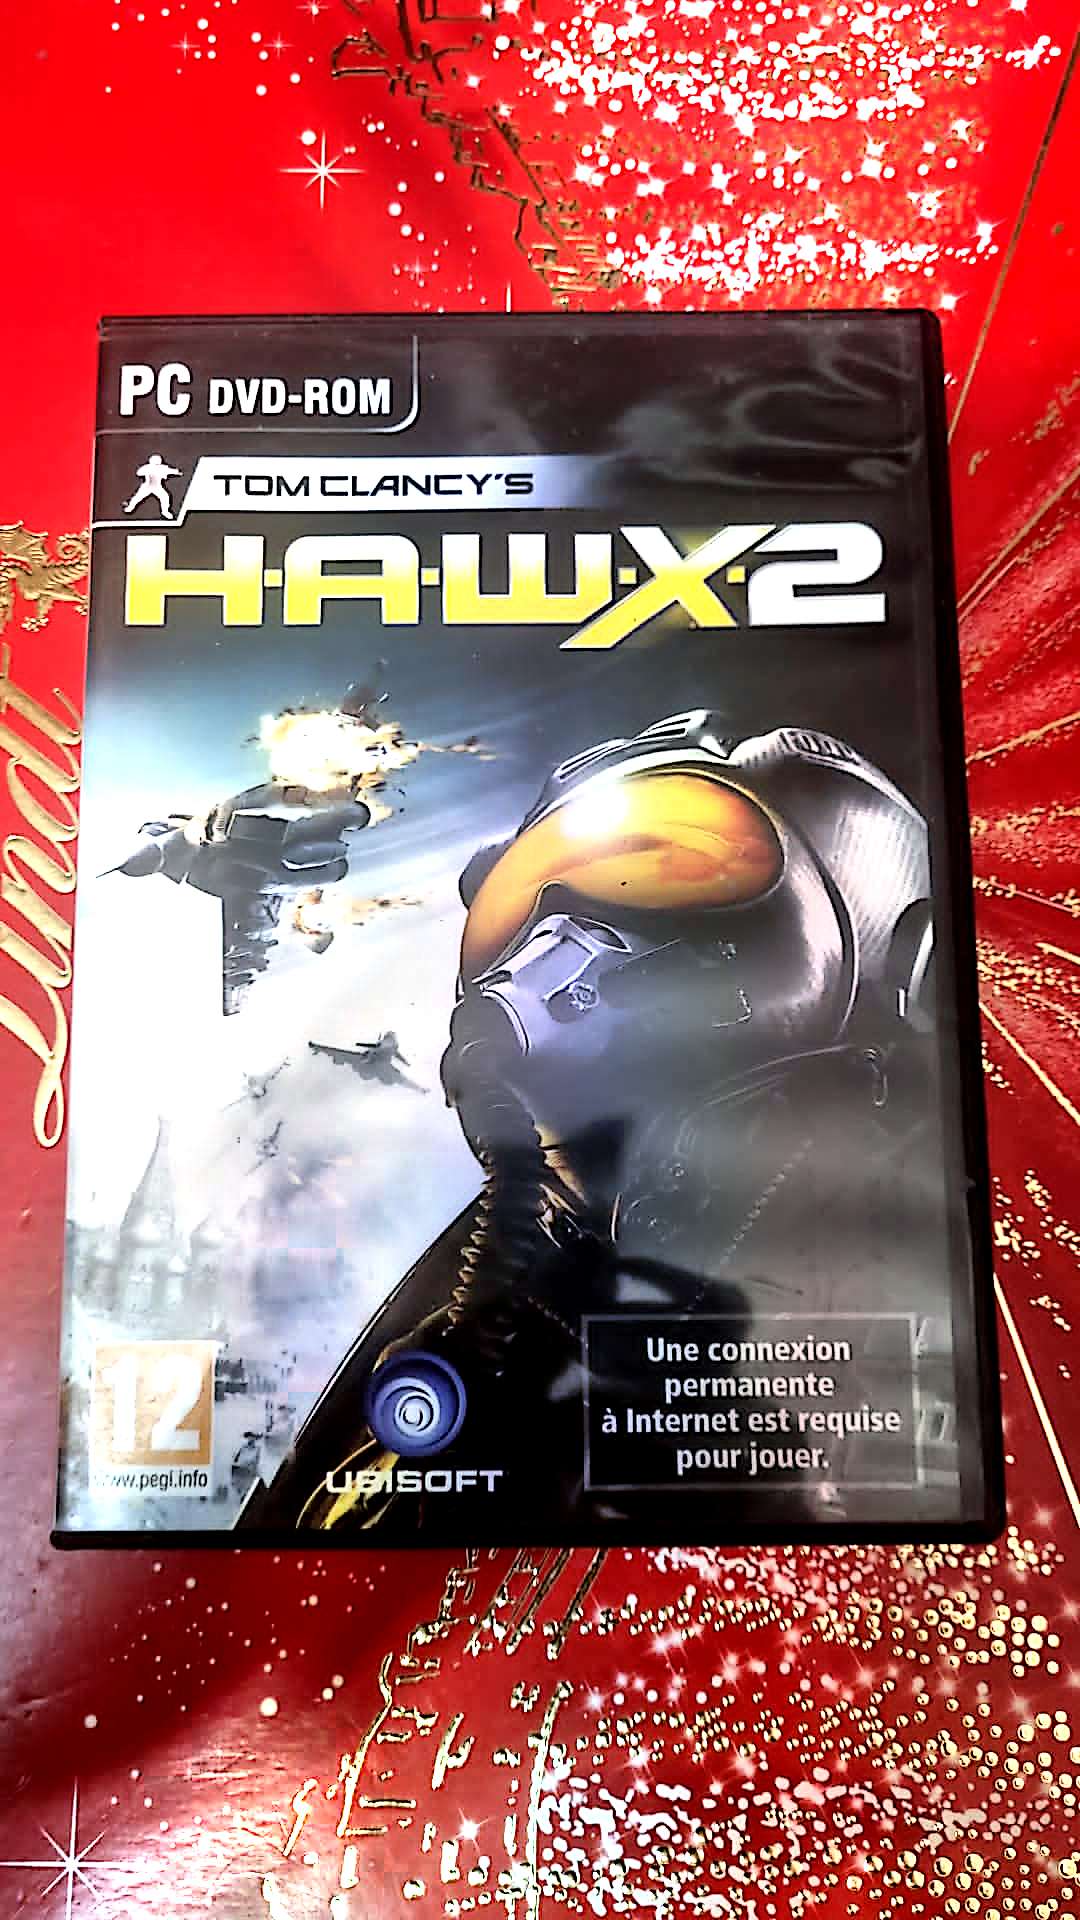 PC DVD-ROM
TOM CLANCY'S
H·A·W·X·2
Lindt
12
www.pegi.info
UBISOFT
Une connexion
permanente
à Internet est requise
pour jouer.